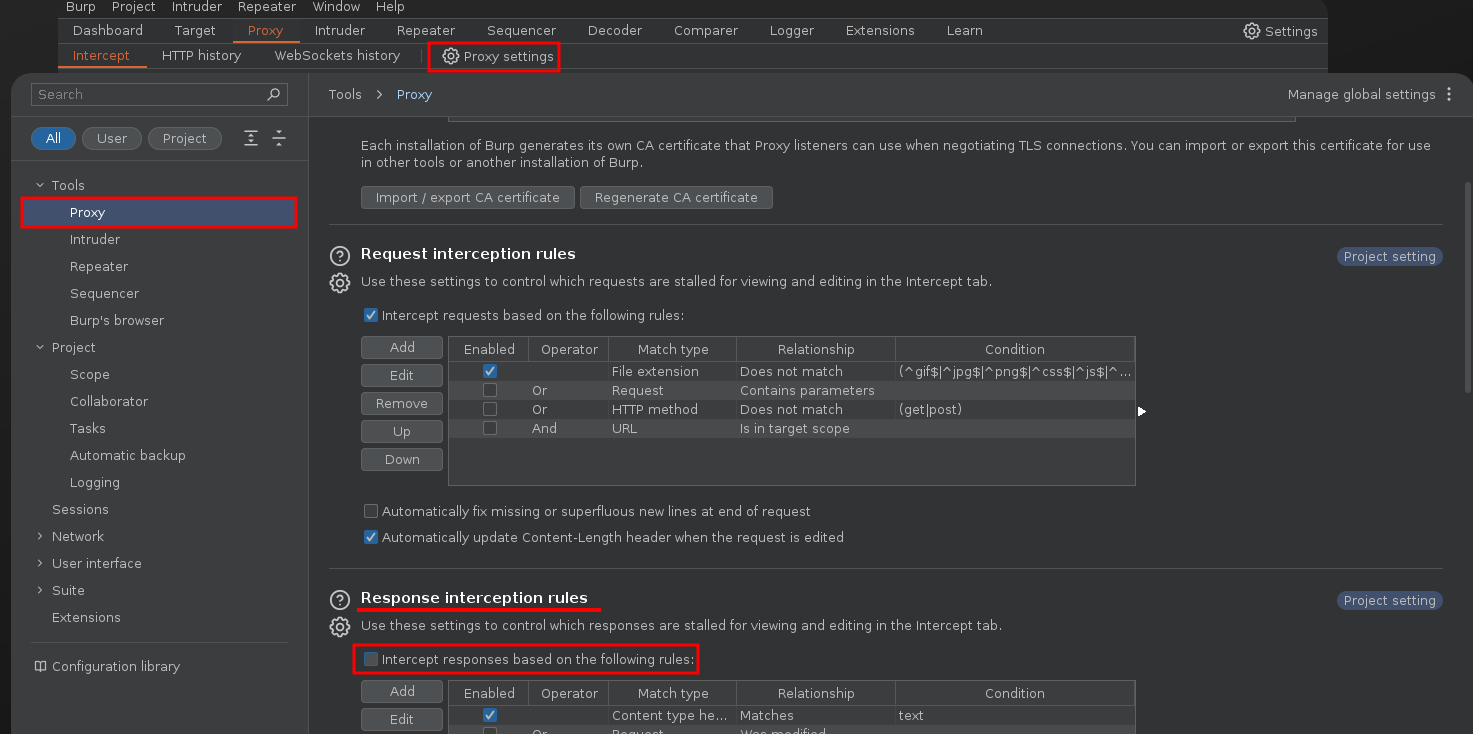 Burp Project Intruder Repeater Window Help
Dashboard Target Proxy Intruder Repeater Sequencer Decoder Comparer Logger Extensions Learn Settings
Intercept HTTP history WebSockets history Proxy settings
Search
Tools > Proxy
Manage global settings
All User Project
Tools
Proxy
Intruder
Repeater
Sequencer
Burp's browser
Project
Scope
Collaborator
Tasks
Automatic backup
Logging
Sessions
Network
User interface
Suite
Extensions
Configuration library
Each installation of Burp generates its own CA certificate that Proxy listeners can use when negotiating TLS connections. You can import or export this certificate for use
in other tools or another installation of Burp.
Import / export CA certificate Regenerate CA certificate
Request interception rules Project setting
Use these settings to control which requests are stalled for viewing and editing in the Intercept tab.
Intercept requests based on the following rules:
Add
Edit
Remove
Up
Down
Enabled Operator Match type Relationship Condition
File extension Does not match (^gif$|^jpg$|^png$|^css$|^js$|^...
Or Request Contains parameters
Or HTTP method Does not match (get|post)
And URL Is in target scope
Automatically fix missing or superfluous new lines at end of request
Automatically update Content-Length header when the request is edited
Response interception rules Project setting
Use these settings to control which responses are stalled for viewing and editing in the Intercept tab.
Intercept responses based on the following rules:
Add
Edit
Enabled Operator Match type Relationship Condition
Content type he... Matches text
Or Request Was modified